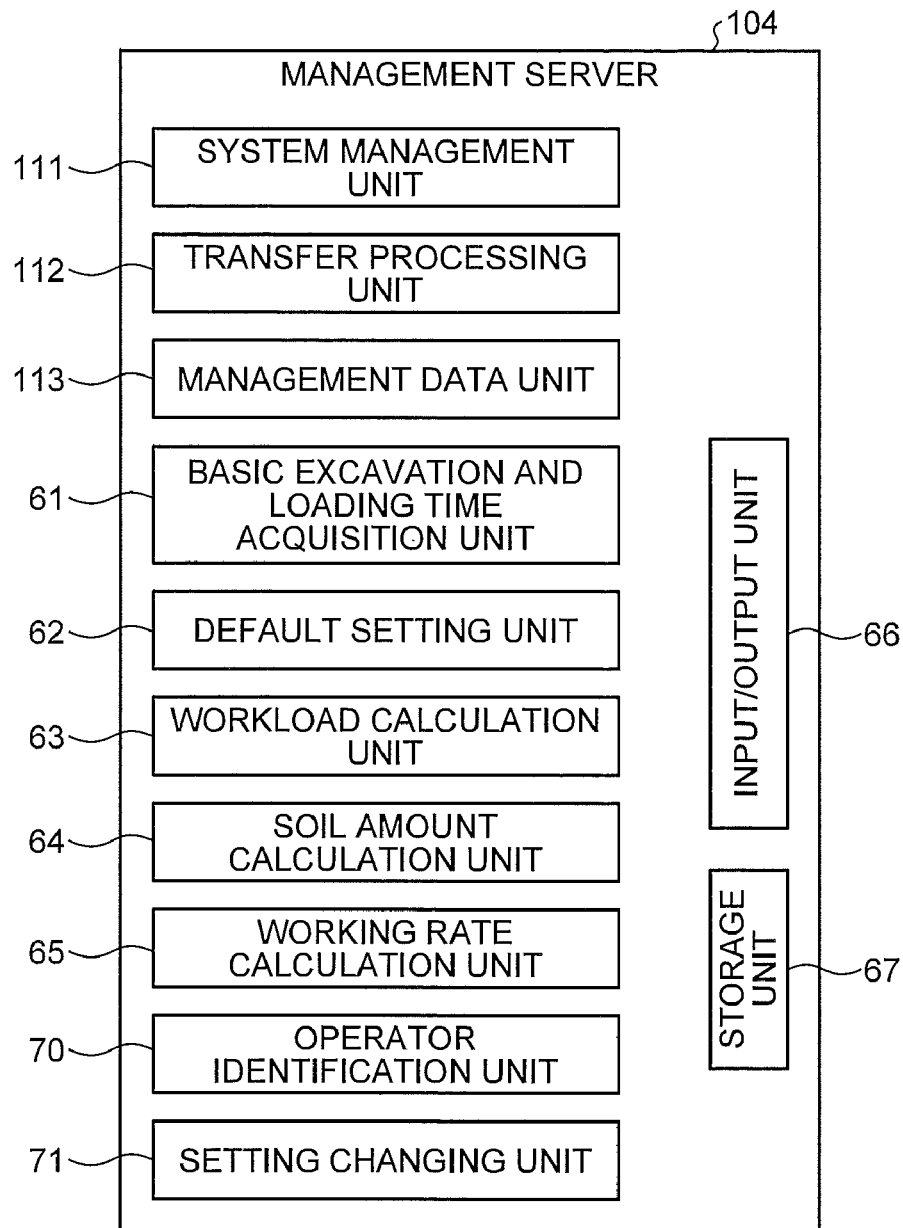 104
MANAGEMENT SERVER
111
SYSTEM MANAGEMENT
UNIT
112
TRANSFER PROCESSING
UNIT
113
MANAGEMENT DATA UNIT
61
BASIC EXCAVATION AND
LOADING TIME
ACQUISITION UNIT
62
DEFAULT SETTING UNIT
63
WORKLOAD CALCULATION
UNIT
64
SOIL AMOUNT
CALCULATION UNIT
65
WORKING RATE
CALCULATION UNIT
70
OPERATOR
IDENTIFICATION UNIT
71
SETTING CHANGING UNIT
INPUT/OUTPUT UNIT
66
STORAGE
UNIT
67